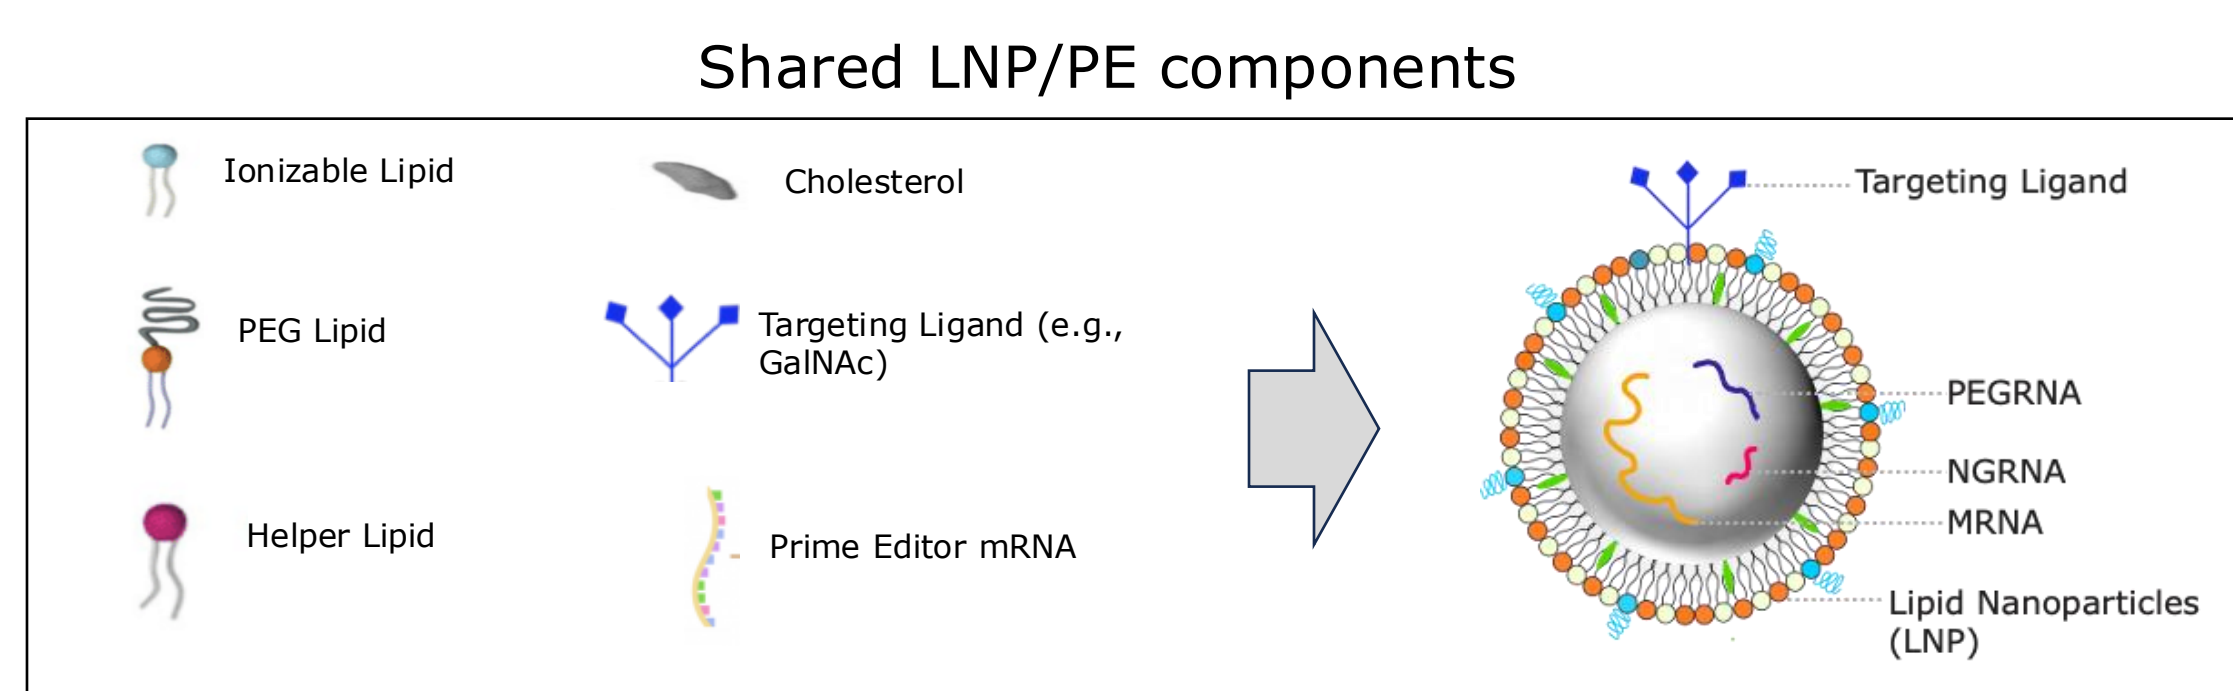 Shared LNP/PE components
Ionizable Lipid
Cholesterol
PEG Lipid
Targeting Ligand (e.g.,
GalNAc)
Helper Lipid
Prime Editor mRNA
Targeting Ligand
PEGRNA
NGRNA
MRNA
Lipid Nanoparticles
(LNP)